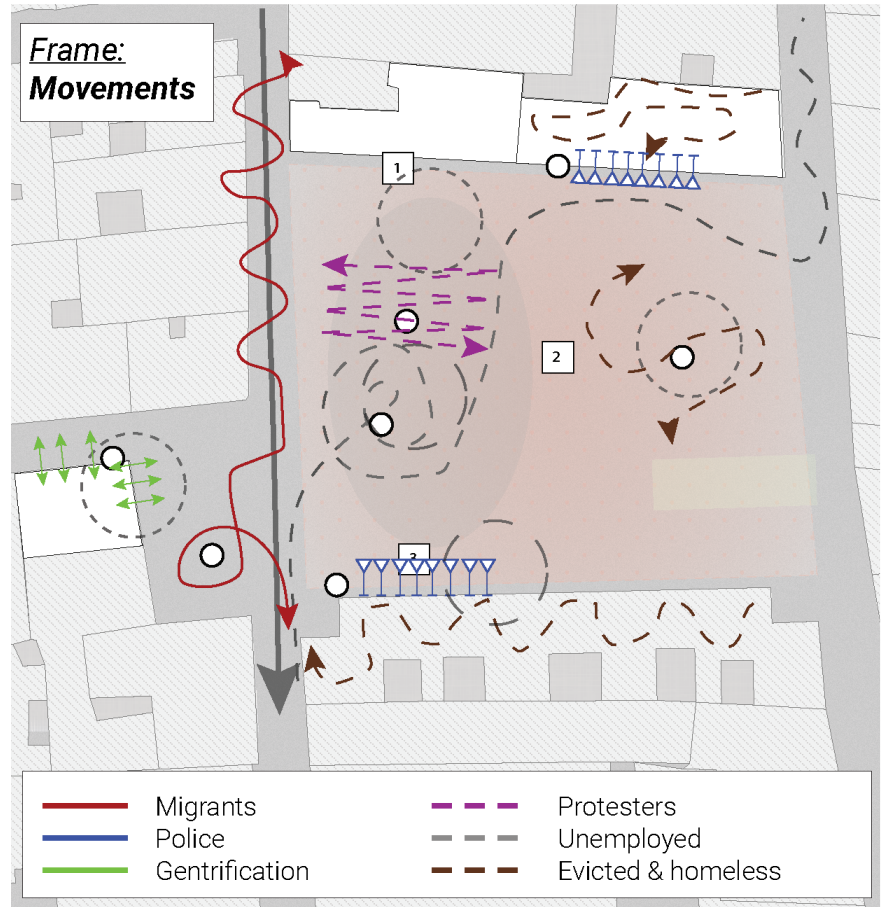 Frame:
Movements
1
2
3
Migrants
Police
Gentrification
Protesters
Unemployed
Evicted & homeless